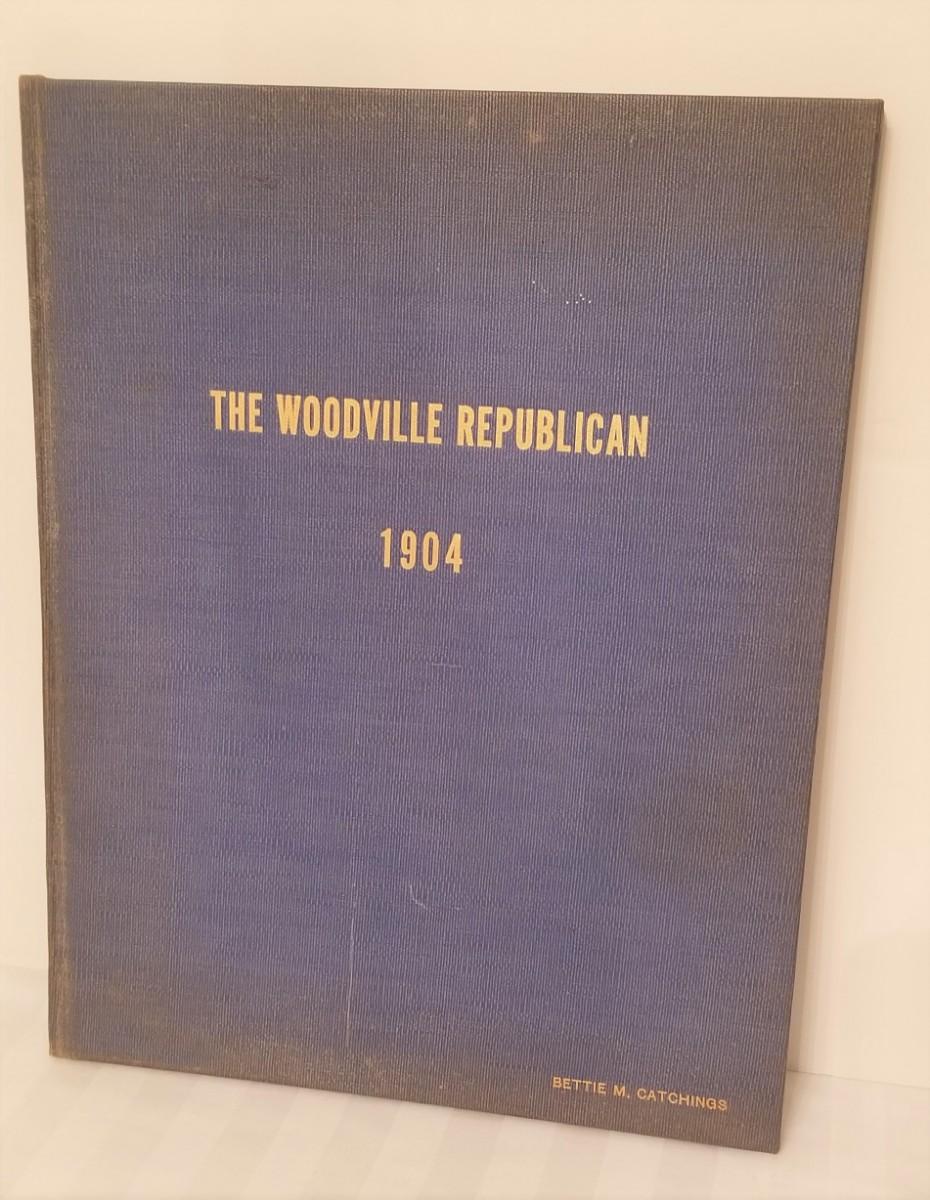 THE WOODVILLE REPUBLICAN
1904
BETTIE M. CATCHINGS